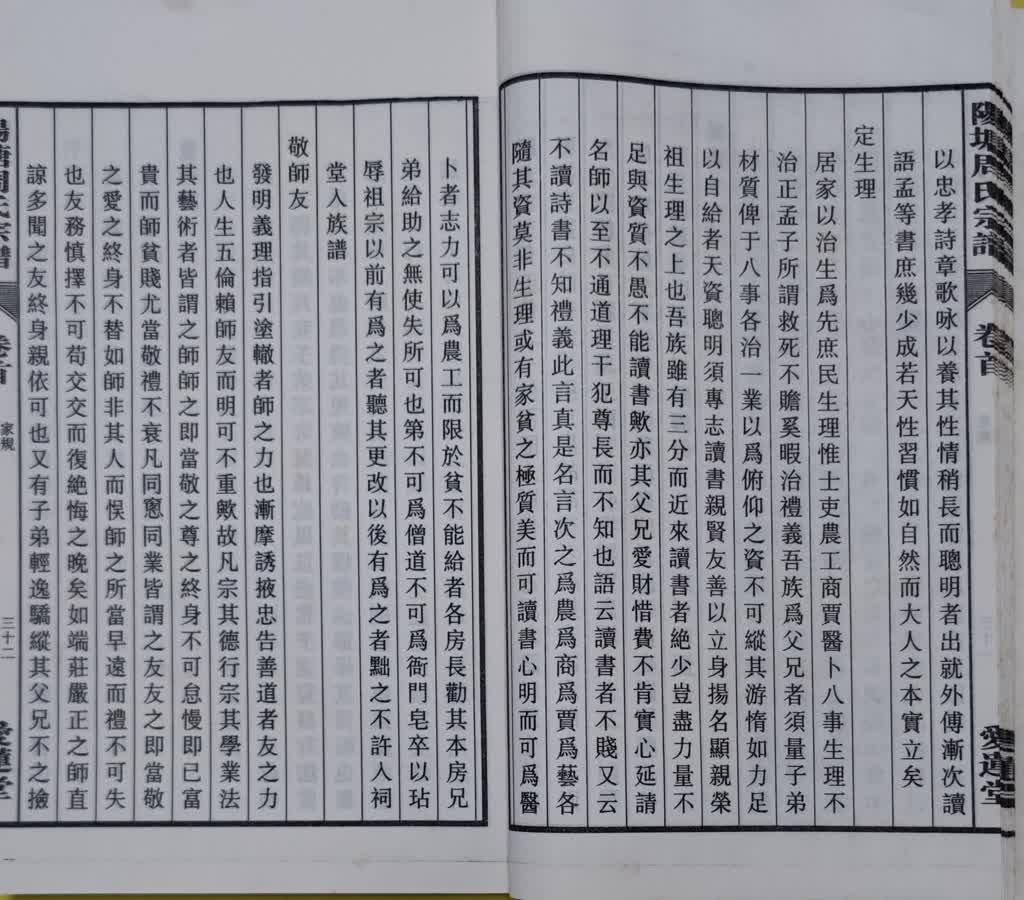 陽塘周氏宗譜
卷首
愛蓮堂
以忠孝詩章歌咏以養其性情稍長而聰明者出就外傅漸次讀
語孟等書庶幾少成若天性習慣如自然而大人之本實立矣
定生理
居家以治生爲先庶民生理惟士吏農工商賈醫卜八事生理不
治正孟子所謂救死不贍奚暇治禮義吾族爲父兄者須量子弟
材質俾于八事各治一業以爲俯仰之資不可縱其游惰如力足
以自給者天資聰明須專志讀書親賢友善以立身揚名顯親榮
祖生理之上也吾族雖有三分而近來讀書者絶少豈盡力量不
足與資質不愚不能讀書歟亦其父兄愛財惜費不肯實心延請
名師以至不通道理干犯尊長而不知也語云讀書者不賤又云
不讀詩書不知禮義此言真是名言次之爲農爲商爲賈爲藝各
隨其資莫非生理或有家貧之極質美而可讀書心明而可爲醫
卜者志力可以爲農工而限於貧不能給者各房長勸其本房兄
弟給助之無使失所可也第不可爲僧道不可爲衙門皂卒以玷
辱祖宗以前有爲之者聽其更改以後有爲之者黜之不許人祠
堂入族譜
敬師友
發明義理指引塗轍者師之力也漸摩誘掖忠告善道者友之力
也人生五倫賴師友而明可不重歟故凡宗其德行宗其學業法
其藝術者皆謂之師師之即當敬之尊之終身不可怠慢即已富
貴而師貧賤尤當敬禮不衰凡同窻同業皆謂之友友之即當敬
之愛之終身不替如師非其人而悞師之所當早遠而禮不可失
也友務慎擇不可苟交交而復絶悔之晚矣如端莊嚴正之師直
諒多聞之友終身親依可也又有子弟輕逸驕縱其父兄不之撿
陽塘周氏宗譜
卷首
家規
三十二
愛蓮堂